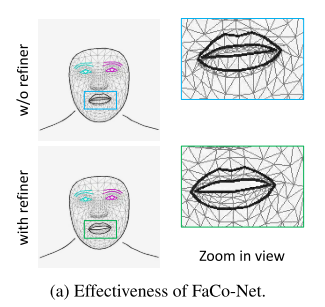 w/o refiner
with refiner
Zoom in view
(a) Effectiveness of FaCo-Net.